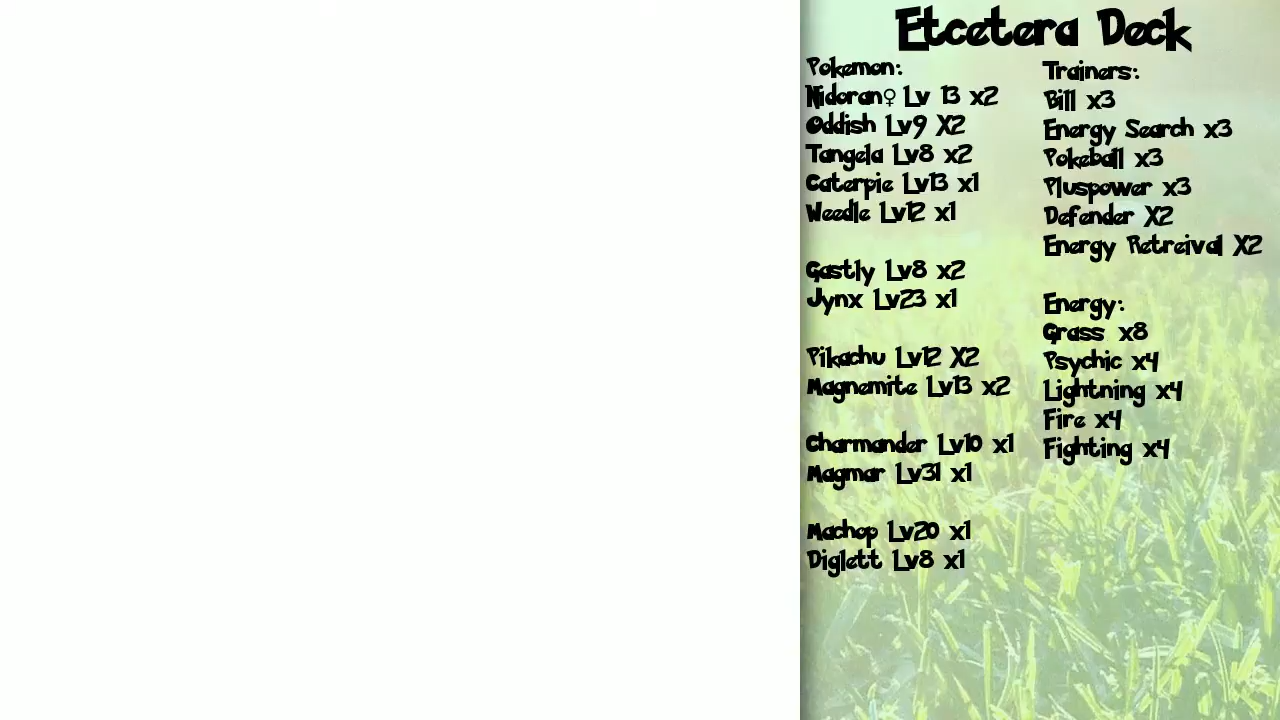 Etcetera Deck
Pokemon:
Nidoran♀ Lv 13 x2
Oddish Lv9 X2
Tangela Lv8 x2
Caterpie Lv13 x1
Weedle Lv12 x1
Gastly Lv8 x2
Jynx Lv23 x1
Pikachu Lv12 X2
Magnemite Lv13 x2
Charmander Lv10 x1
Magmar Lv31 x1
Machop Lv20 x1
Diglett Lv8 x1
Trainers:
Bill x3
Energy Search x3
Pokeball x3
Pluspower x3
Defender X2
Energy Retreival X2
Energy:
Grass x8
Psychic x4
Lightning x4
Fire x4
Fighting x4